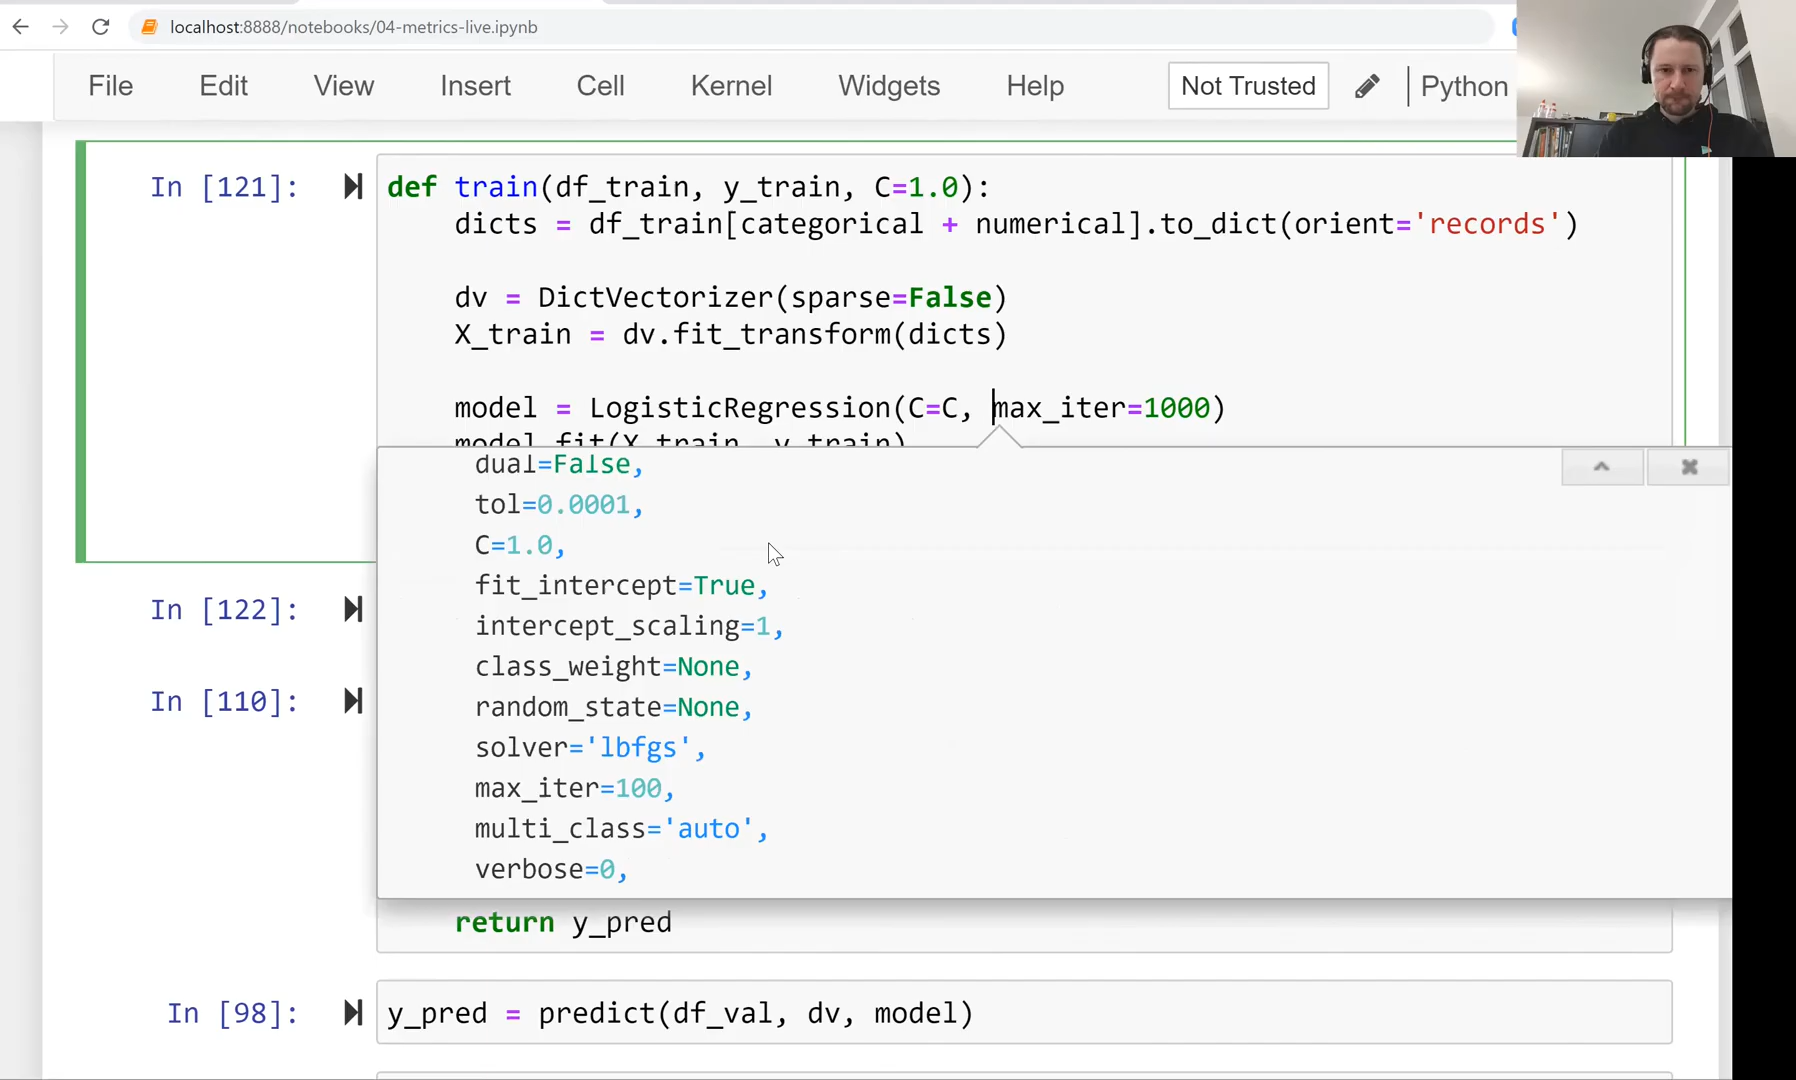 localhost:8888/notebooks/04-metrics-live.ipynb
File Edit View Insert Cell Kernel Widgets Help Not Trusted Python
In [121]: def train(df_train, y_train, C=1.0):
dicts = df_train[categorical + numerical].to_dict(orient='records')
dv = DictVectorizer(sparse=False)
X_train = dv.fit_transform(dicts)
model = LogisticRegression(C=C, max_iter=1000)
model.fit(X_train, y_train)
dual=False,
tol=0.0001,
C=1.0,
fit_intercept=True,
In [122]:
intercept_scaling=1,
class_weight=None,
In [110]:
random_state=None,
solver='lbfgs',
max_iter=100,
multi_class='auto',
verbose=0,
return y_pred
In [98]: y_pred = predict(df_val, dv, model)